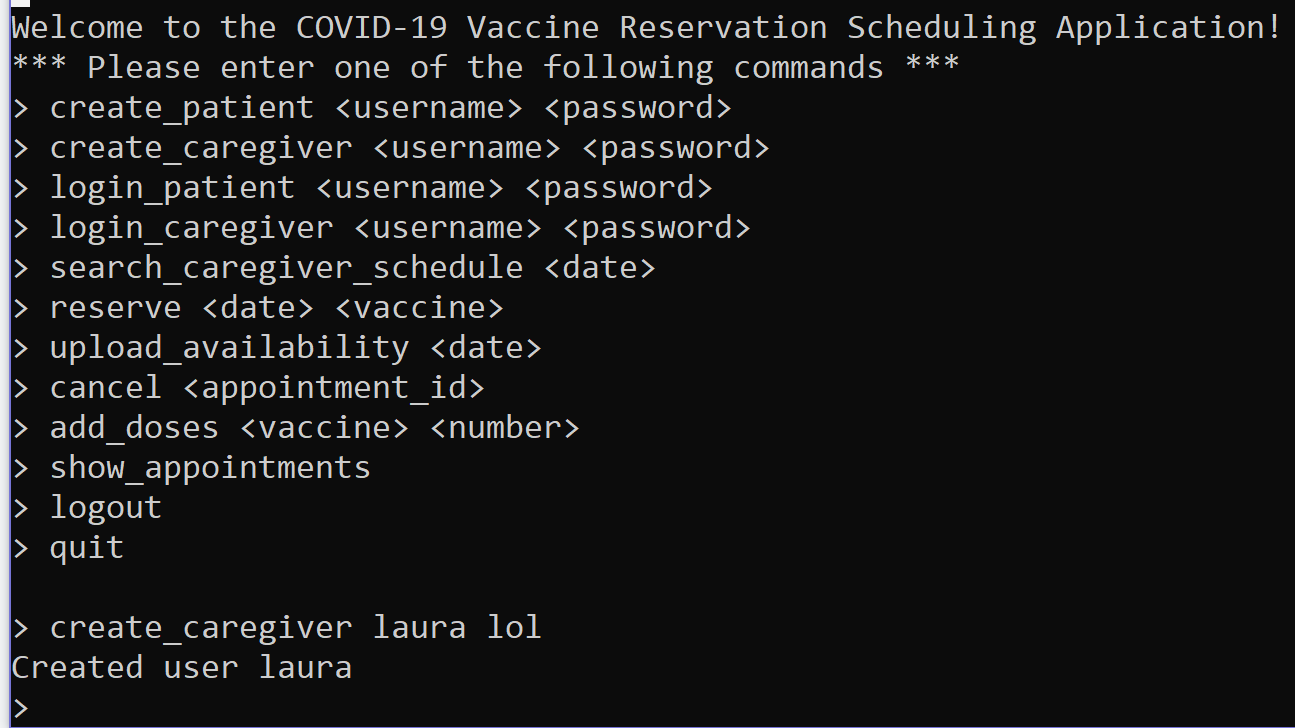 Welcome to the COVID-19 Vaccine Reservation Scheduling Application!
*** Please enter one of the following commands ***
> create_patient <username> <password>
> create_caregiver <username> <password>
> login_patient <username> <password>
> login_caregiver <username> <password>
> search_caregiver_schedule <date>
> reserve <date> <vaccine>
> upload_availability <date>
> cancel <appointment_id>
> add_doses <vaccine> <number>
> show_appointments
> logout
> quit

> create_caregiver laura lol
Created user laura
>